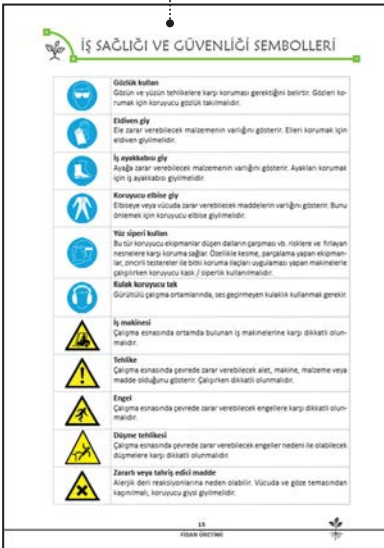 İŞ SAĞLIĞI VE GÜVENLİĞİ SEMBOLLERİ
Gözlük kullan
Gözün ve yüzün tehlikelere karşı koruması gerektiğini belirtir. Gözleri ko-
rumak için koruyucu gözlük takılmalıdır.
Eldiven giy
Ele zarar verebilecek malzemenin varlığını gösterir. Elleri korumak için
eldiven giyilmelidir.
İş ayakkabısı giy
Ayağa zarar verebilecek malzemenin varlığını gösterir. Ayakları korumak
için iş ayakkabısı giyilmelidir.
Koruyucu elbise giy
Elbiseye veya vücuda zarar verebilecek maddelerin varlığını gösterir. Bunu
önlemek için koruyucu elbise giyilmelidir.
Yüz siperi kullan
Bu tür koruyucu ekipmanlar düşen dalların çarpması vb. risklere ve fırlayan
nesnelere karşı koruma sağlar. Özellikle kesme, parçalama yapan ekipman-
lar, zincirli testereler ile bitki koruma ilaçları uygulaması yapan makinelerle
çalışılırken koruyucu kask / siperlik kullanılmalıdır.
Kulak koruyucu tak
Gürültülü çalışma ortamlarında, ses geçirmeyen kulaklık kullanmak gerekir.
İş makinesi
Çalışma esnasında ortamda bulunan iş makinelerine karşı dikkatli olun-
malıdır.
Tehlike
Çalışma esnasında çevrede zarar verebilecek alet, makine, malzeme veya
madde olduğunu gösterir. Çalışırken dikkatli olunmalıdır.
Engel
Çalışma esnasında çevrede zarar verebilecek engellere karşı dikkatli olun-
malıdır.
Düşme tehlikesi
Çalışma esnasında çevrede zarar verebilecek engeller nedeni ile olabilecek
düşmelere karşı dikkatli olunmalıdır.
Zararlı veya tahriş edici madde
Alerjik deri reaksiyonlarına neden olabilir. Vücuda ve göze temasından
kaçınılmalı, koruyucu giysi giyilmelidir.
15
FİDAN ÜRETİMİ